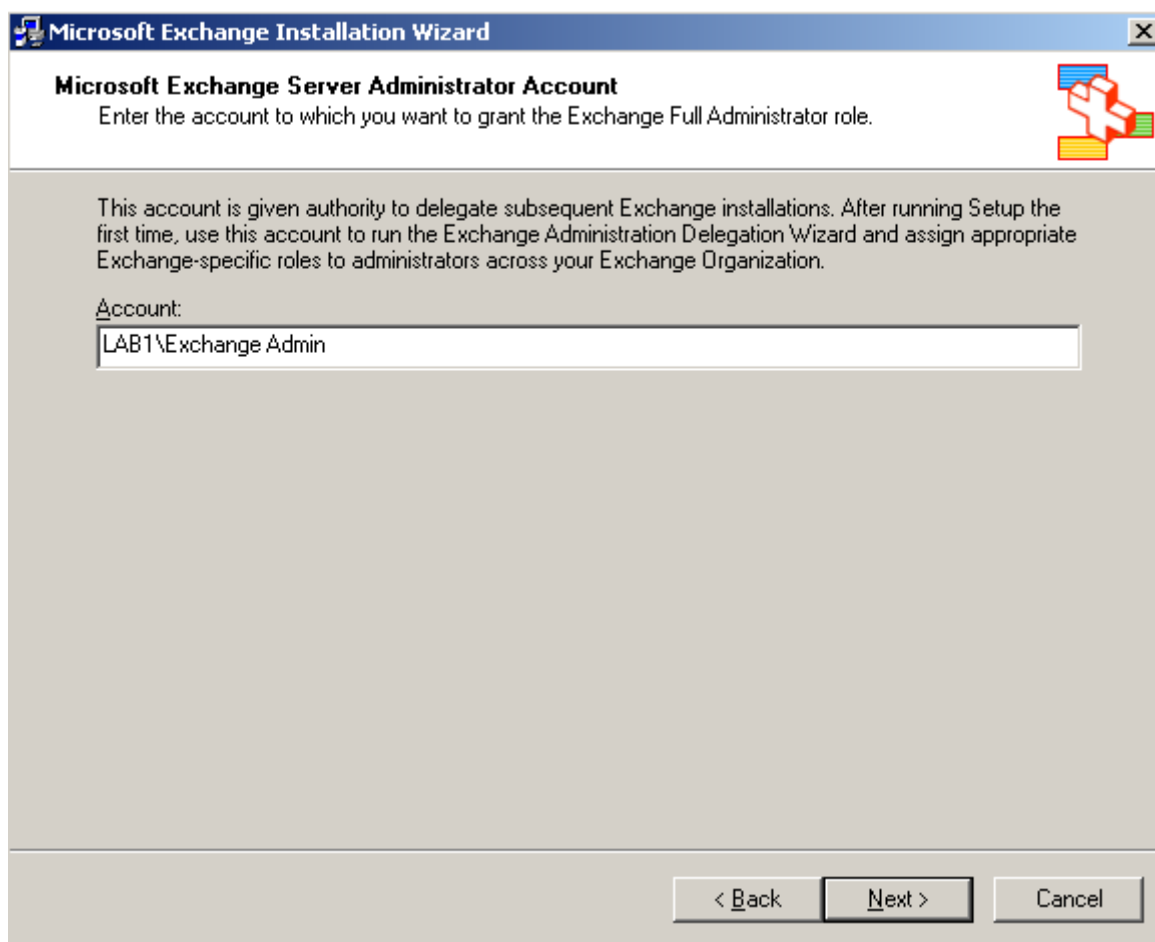 Microsoft Exchange Installation Wizard
Microsoft Exchange Server Administrator Account
Enter the account to which you want to grant the Exchange Full Administrator role.
This account is given authority to delegate subsequent Exchange installations. After running Setup the
first time, use this account to run the Exchange Administration Delegation Wizard and assign appropriate
Exchange-specific roles to administrators across your Exchange Organization.
Account:
LAB1\Exchange Admin
< Back
Next >
Cancel